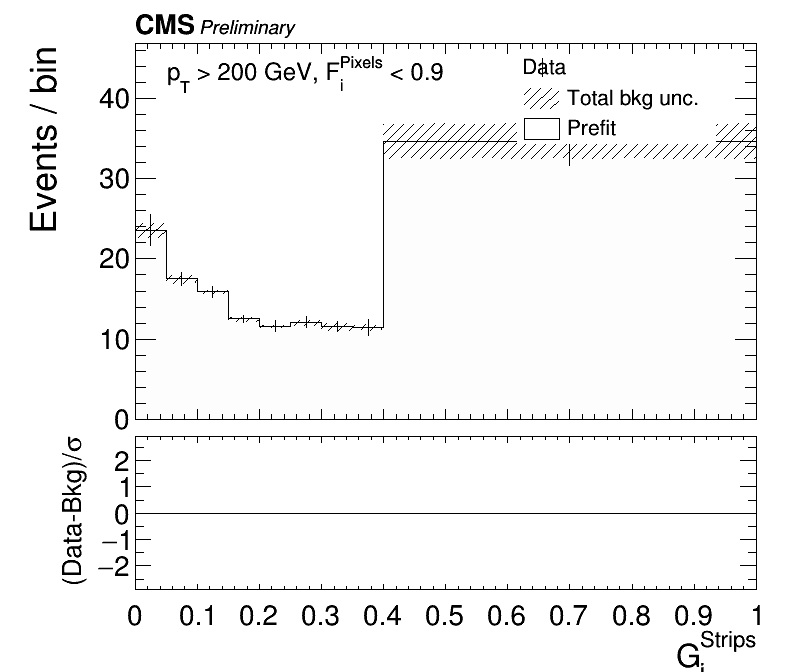 CMS Preliminary
p_T > 200 GeV, F_i^Pixels < 0.9
Data
Total bkg unc.
Prefit
Events / bin
40
30
20
10
0
(Data-Bkg)/σ
2
1
0
−1
−2
0 0.1 0.2 0.3 0.4 0.5 0.6 0.7 0.8 0.9 1
G_i^Strips